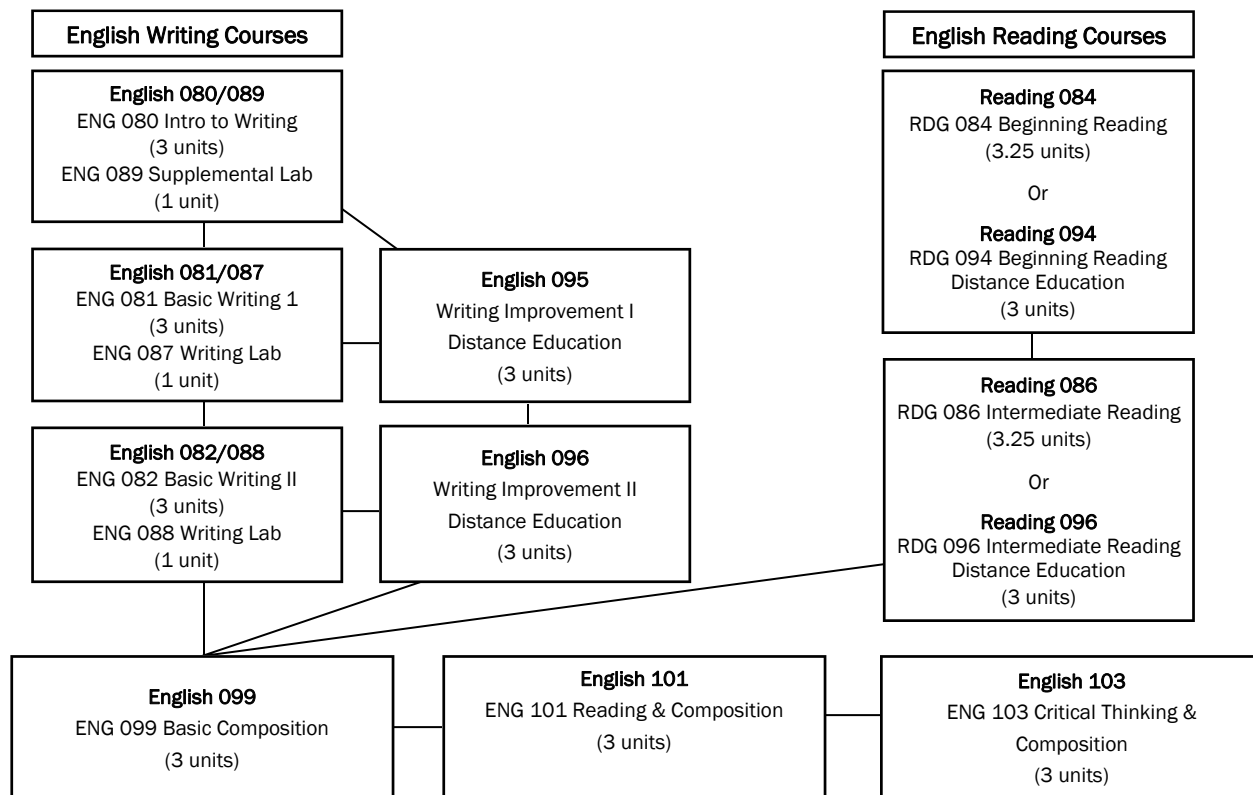 English Writing Courses
English 080/089
ENG 080 Intro to Writing
(3 units)
ENG 089 Supplemental Lab
(1 unit)
English 081/087
ENG 081 Basic Writing 1
(3 units)
ENG 087 Writing Lab
(1 unit)
English 095
Writing Improvement I
Distance Education
(3 units)
English 082/088
ENG 082 Basic Writing II
(3 units)
ENG 088 Writing Lab
(1 unit)
English 096
Writing Improvement II
Distance Education
(3 units)
English Reading Courses
Reading 084
RDG 084 Beginning Reading
(3.25 units)
Or
Reading 094
RDG 094 Beginning Reading
Distance Education
(3 units)
Reading 086
RDG 086 Intermediate Reading
(3.25 units)
Or
Reading 096
RDG 096 Intermediate Reading
Distance Education
(3 units)
English 099
ENG 099 Basic Composition
(3 units)
English 101
ENG 101 Reading & Composition
(3 units)
English 103
ENG 103 Critical Thinking &
Composition
(3 units)